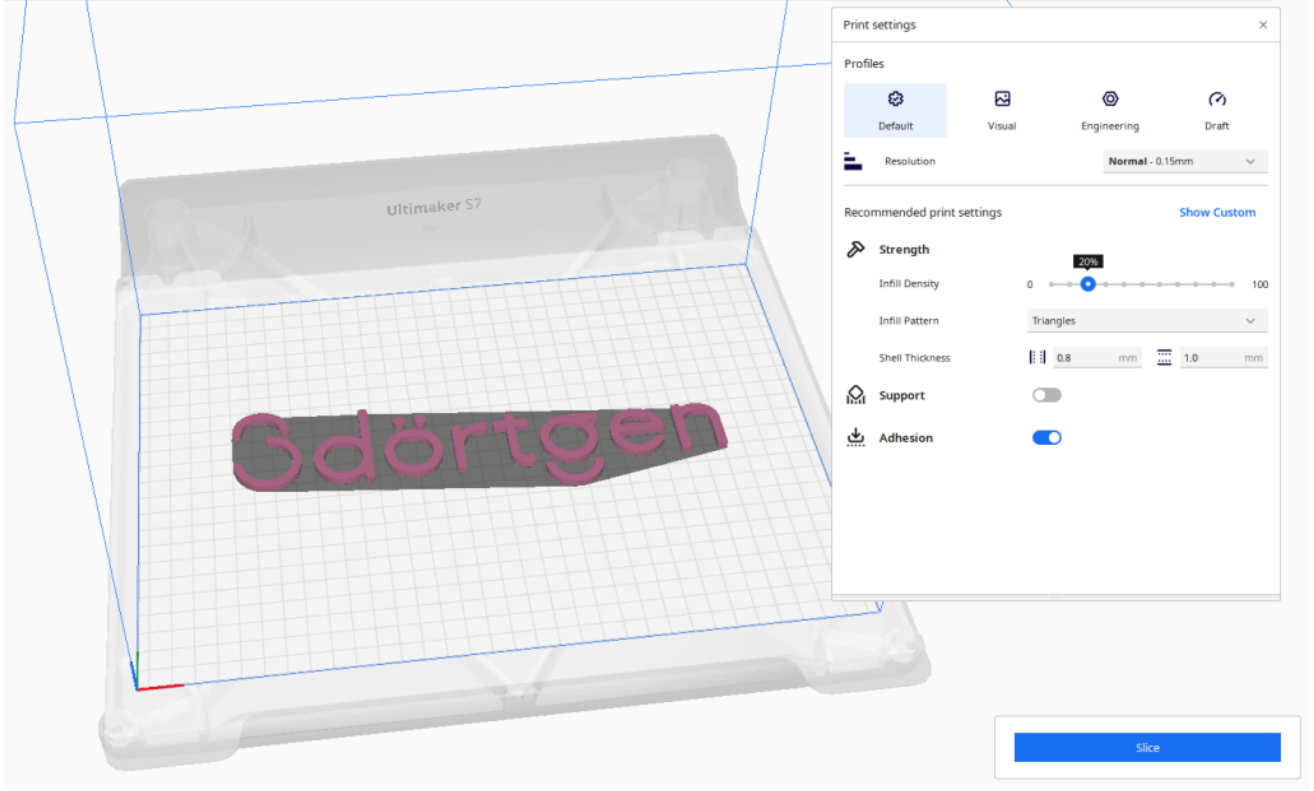 Print settings
Profiles
Default Visual Engineering Draft
Resolution Normal - 0.15mm
Ultimaker S7
Recommended print settings Show Custom
Strength
20%
Infill Density 0 100
Infill Pattern Triangles
Shell Thickness 0.8 mm 1.0 mm
Support
3dörtgen
Adhesion
Slice